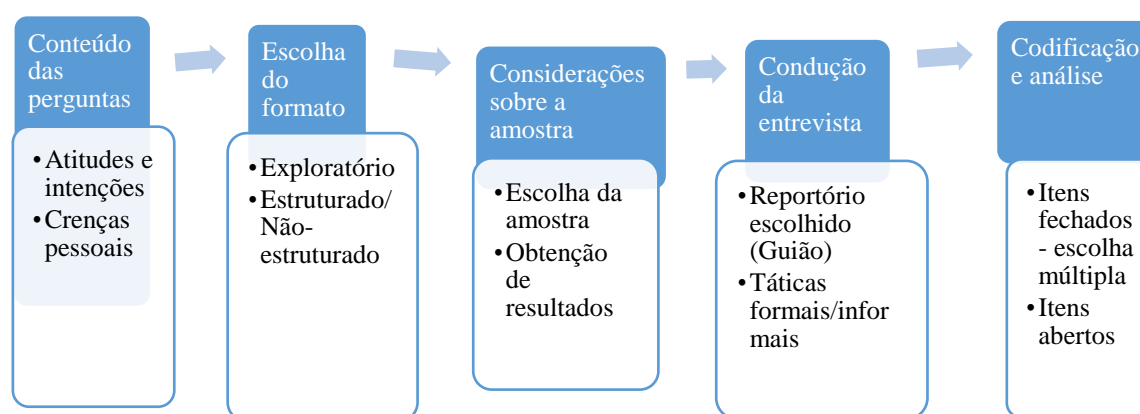 Conteúdo
das
perguntas
•Atitudes e
intenções
•Crenças
pessoais
Escolha
do
formato
•Exploratório
•Estruturado/
Não-
estruturado
Considerações
sobre a
amostra
•Escolha da
amostra
•Obtenção
de
resultados
Condução
da
entrevista
•Reportório
escolhido
(Guião)
•Táticas
formais/infor
mais
Codificação
e análise
•Itens
fechados
- escolha
múltipla
•Itens
abertos